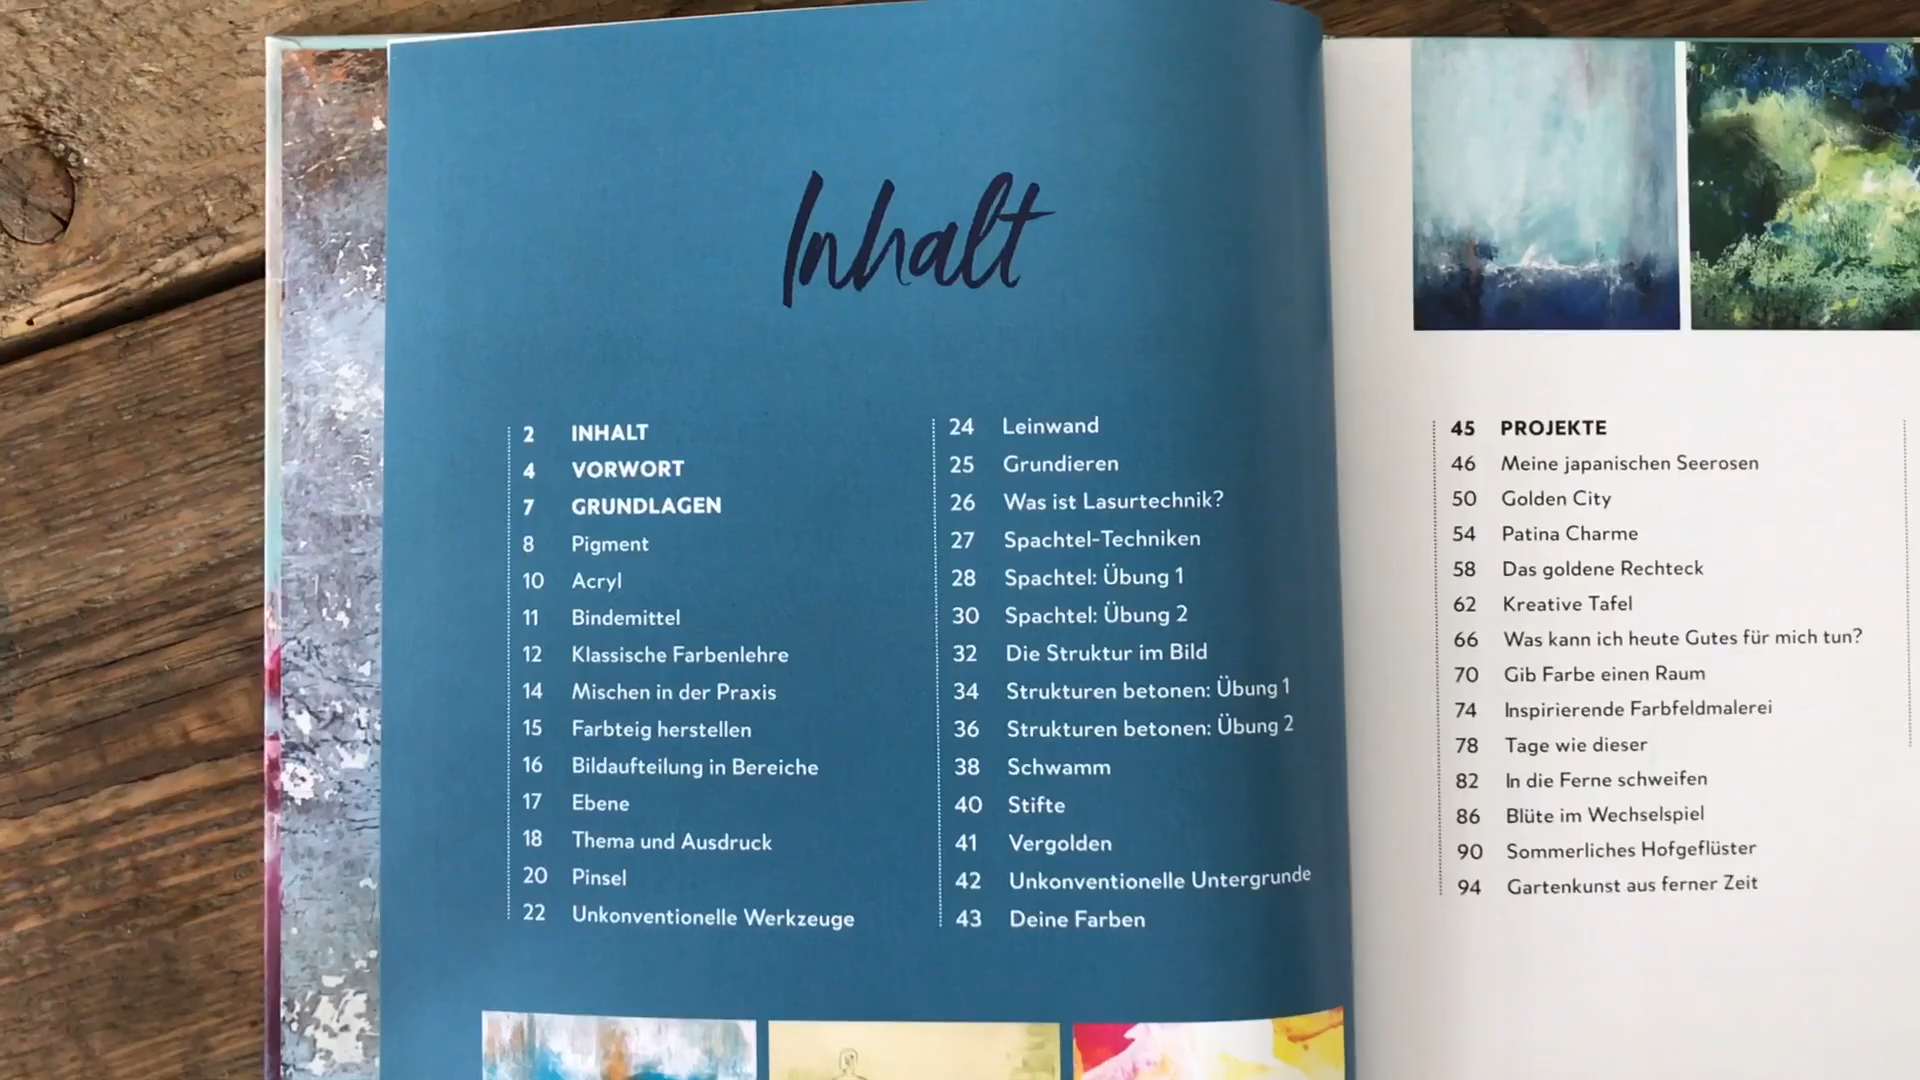 Inhalt
2 INHALT
4 VORWORT
7 GRUNDLAGEN
8 Pigment
10 Acryl
11 Bindemittel
12 Klassische Farbenlehre
14 Mischen in der Praxis
15 Farbteig herstellen
16 Bildaufteilung in Bereiche
17 Ebene
18 Thema und Ausdruck
20 Pinsel
22 Unkonventionelle Werkzeuge
24 Leinwand
25 Grundieren
26 Was ist Lasurtechnik?
27 Spachtel-Techniken
28 Spachtel: Übung 1
30 Spachtel: Übung 2
32 Die Struktur im Bild
34 Strukturen betonen: Übung 1
36 Strukturen betonen: Übung 2
38 Schwamm
40 Stifte
41 Vergolden
42 Unkonventionelle Untergrunde
43 Deine Farben
45 PROJEKTE
46 Meine japanischen Seerosen
50 Golden City
54 Patina Charme
58 Das goldene Rechteck
62 Kreative Tafel
66 Was kann ich heute Gutes für mich tun?
70 Gib Farbe einen Raum
74 Inspirierende Farbfeldmalerei
78 Tage wie dieser
82 In die Ferne schweifen
86 Blüte im Wechselspiel
90 Sommerliches Hofgeflüster
94 Gartenkunst aus ferner Zeit